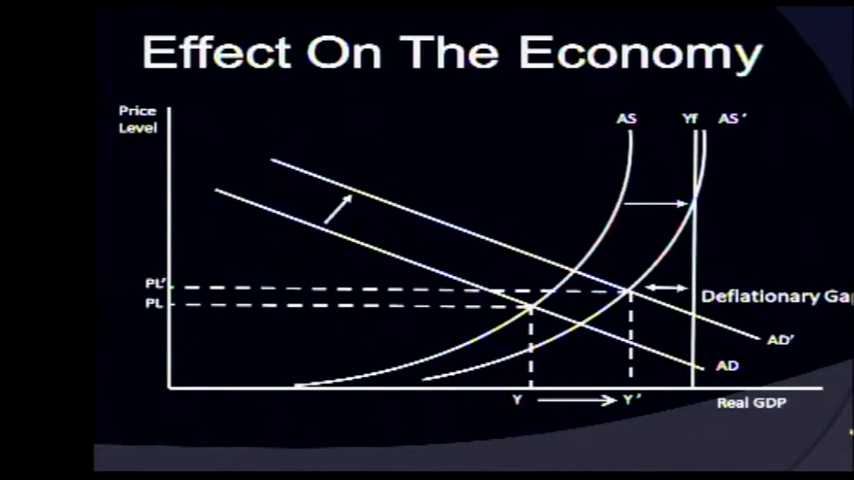 Effect On The Economy
Price
Level
AS
Yf
AS'
PL'
PL
Deflationary Gap
AD'
AD
Y
Y'
Real GDP